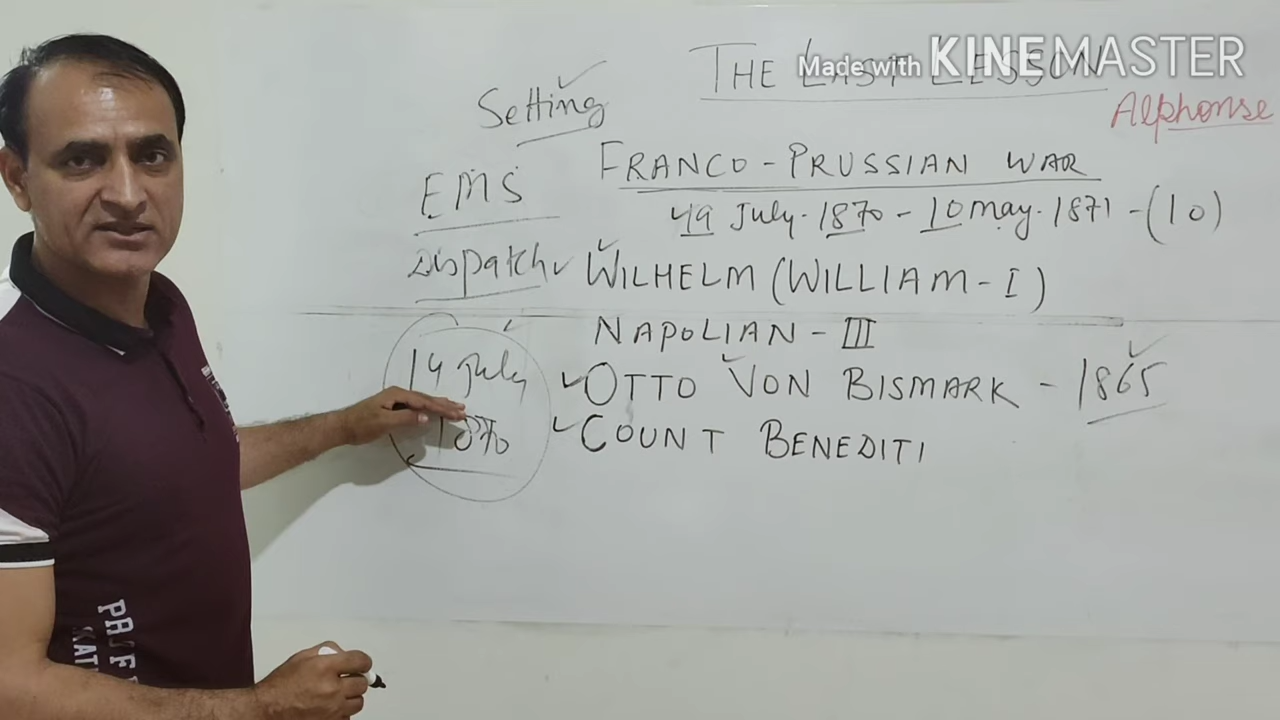 THE LAST LESSON
Made with KINEMASTER
Alphonse
Setting
EMS
Dispatch
14 July
1870
FRANCO-PRUSSIAN WAR
19 July. 1870 - 10 may. 1871 - (10)
WILHELM (WILLIAM - I)
NAPOLIAN - III
OTTO VON BISMARK - 1865
COUNT BENEDITI